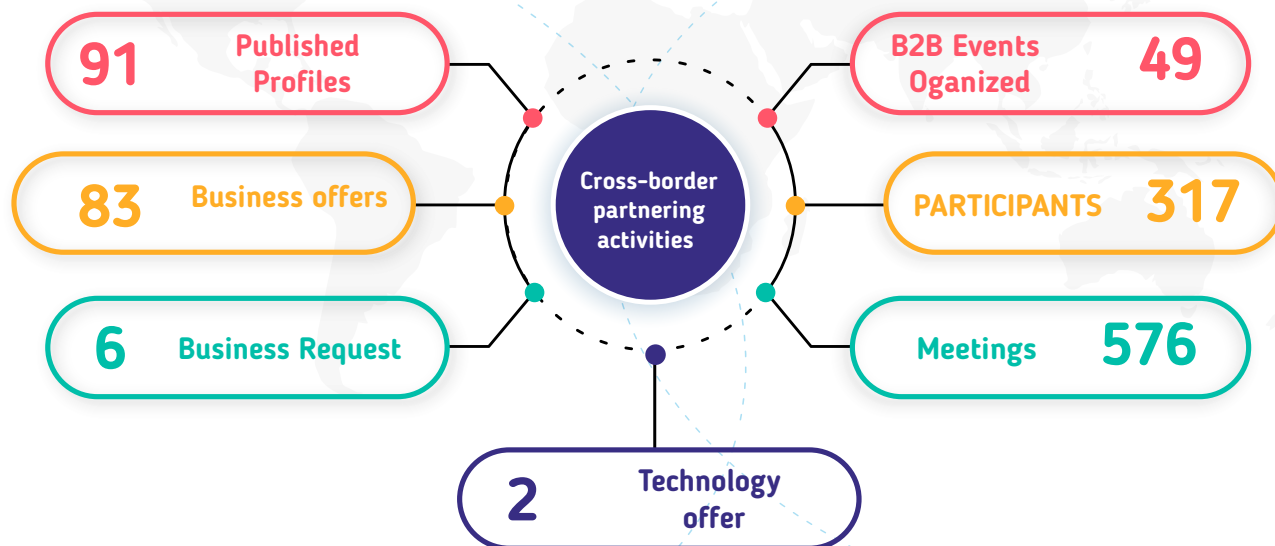 91
Published
Profiles
B2B Events
Oganized
49
83
Business offers
Cross-border
partnering
activities
PARTICIPANTS
317
6
Business Request
Meetings
576
2
Technology
offer